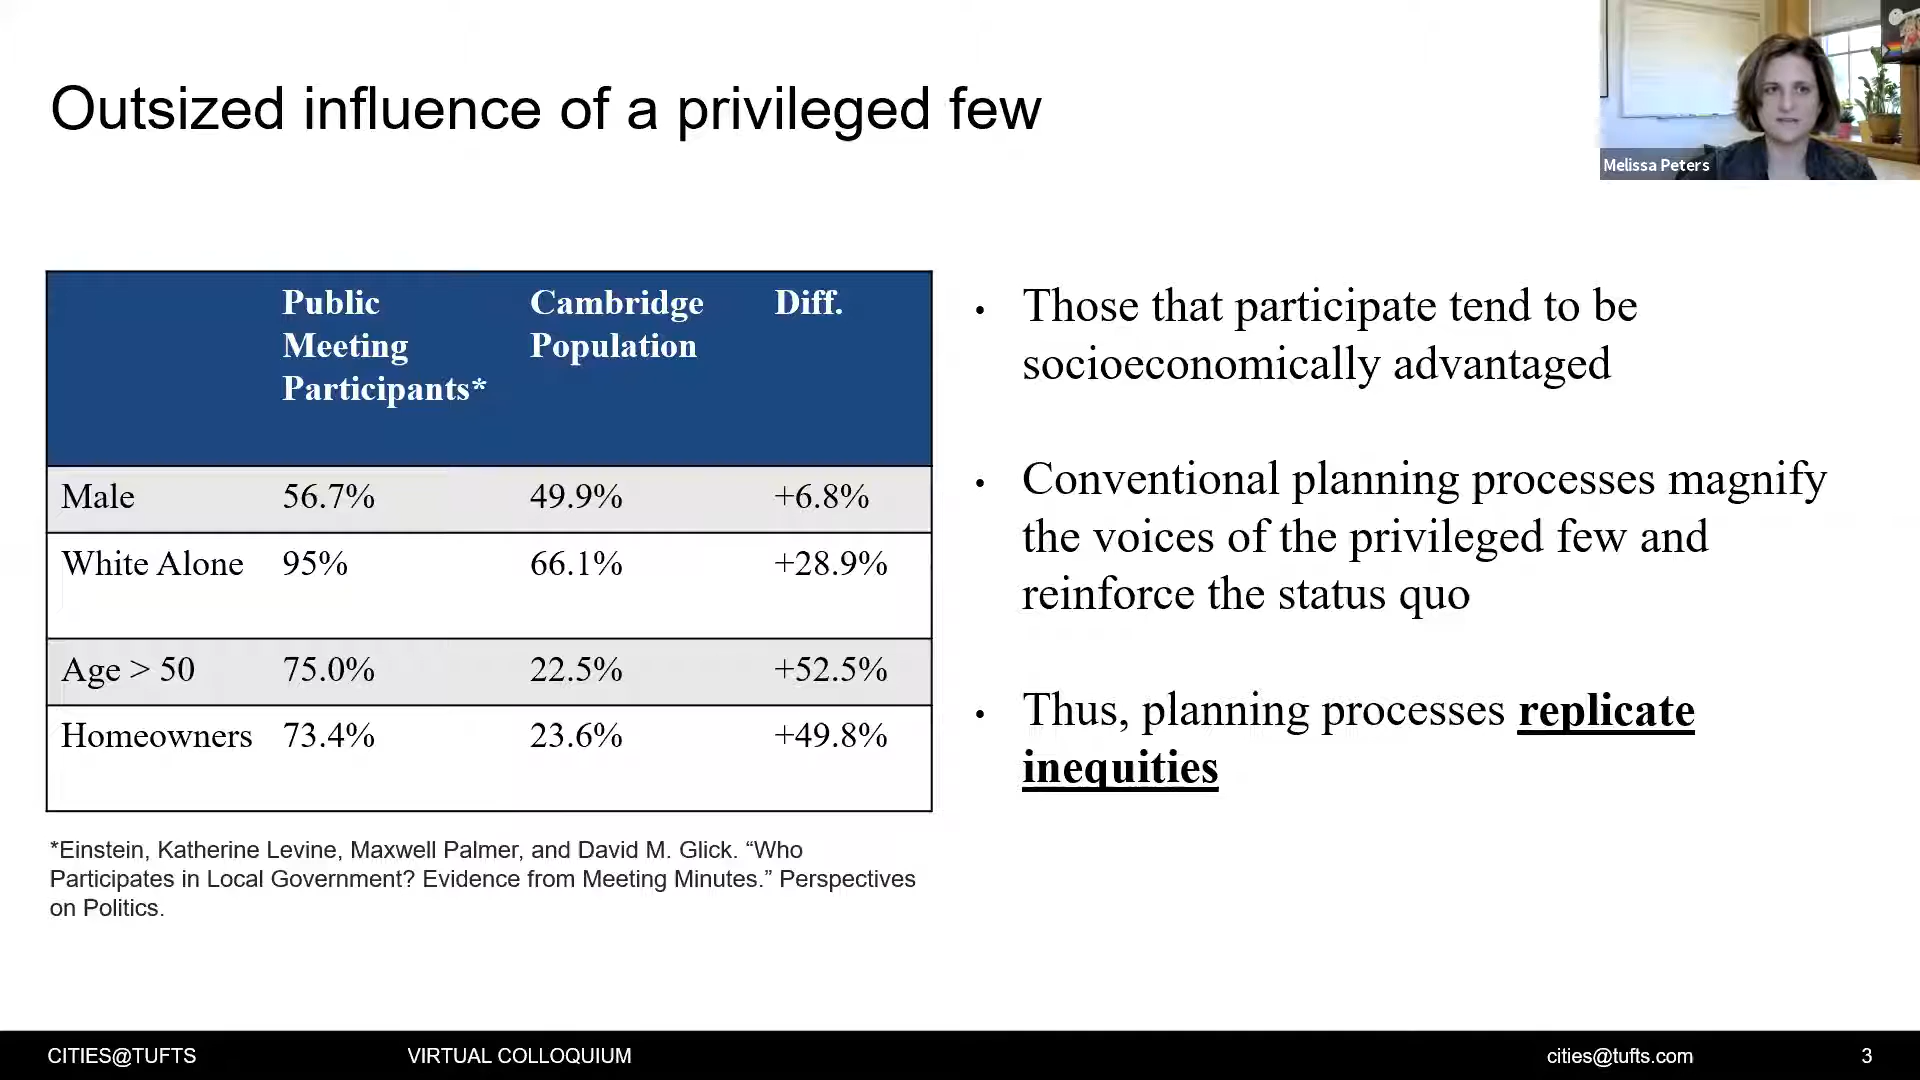 Outsized influence of a privileged few
Melissa Peters
Public Meeting Participants* Cambridge Population Diff.
Male 56.7% 49.9% +6.8%
White Alone 95% 66.1% +28.9%
Age > 50 75.0% 22.5% +52.5%
Homeowners 73.4% 23.6% +49.8%
*Einstein, Katherine Levine, Maxwell Palmer, and David M. Glick. “Who
Participates in Local Government? Evidence from Meeting Minutes.” Perspectives
on Politics.
• Those that participate tend to be
socioeconomically advantaged
• Conventional planning processes magnify
the voices of the privileged few and
reinforce the status quo
• Thus, planning processes replicate
inequities
CITIES@TUFTS VIRTUAL COLLOQUIUM cities@tufts.com 3